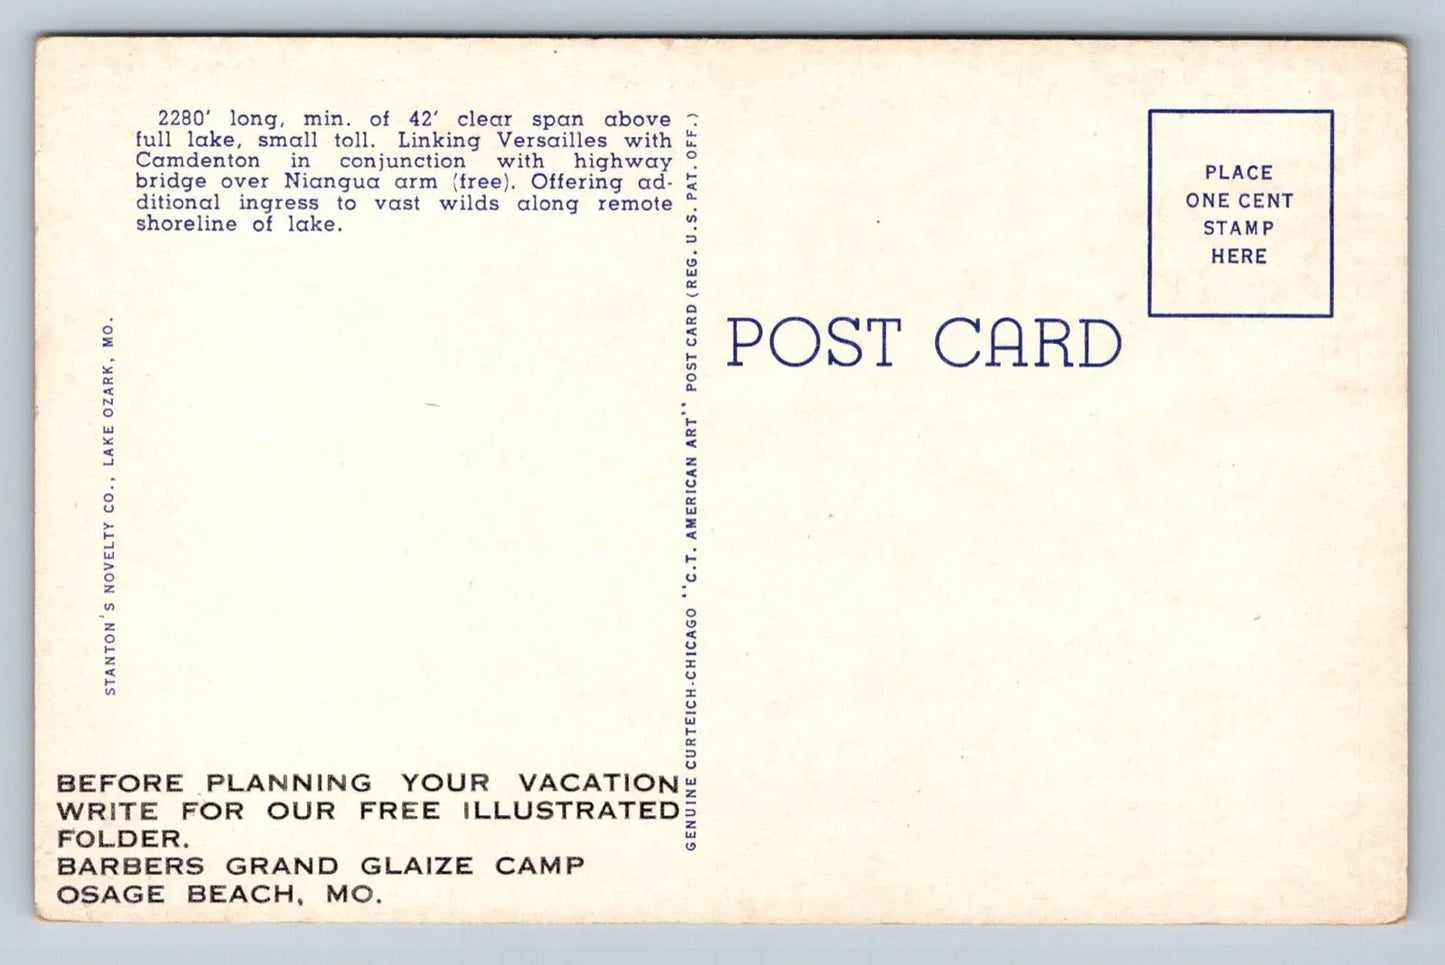 2280' long, min. of 42' clear span above
full lake, small toll. Linking Versailles with
Camdenton in conjunction with highway
bridge over Niangua arm (free). Offering ad-
ditional ingress to vast wilds along remote
shoreline of lake.
STANTON'S NOVELTY CO., LAKE OZARK, MO.
BEFORE PLANNING YOUR VACATION
WRITE FOR OUR FREE ILLUSTRATED
FOLDER.
BARBERS GRAND GLAIZE CAMP
OSAGE BEACH, MO.
GENUINE CURTEICH-CHICAGO "C.T. AMERICAN ART" POST CARD (REG. U.S. PAT. OFF.)
POST CARD
PLACE
ONE CENT
STAMP
HERE